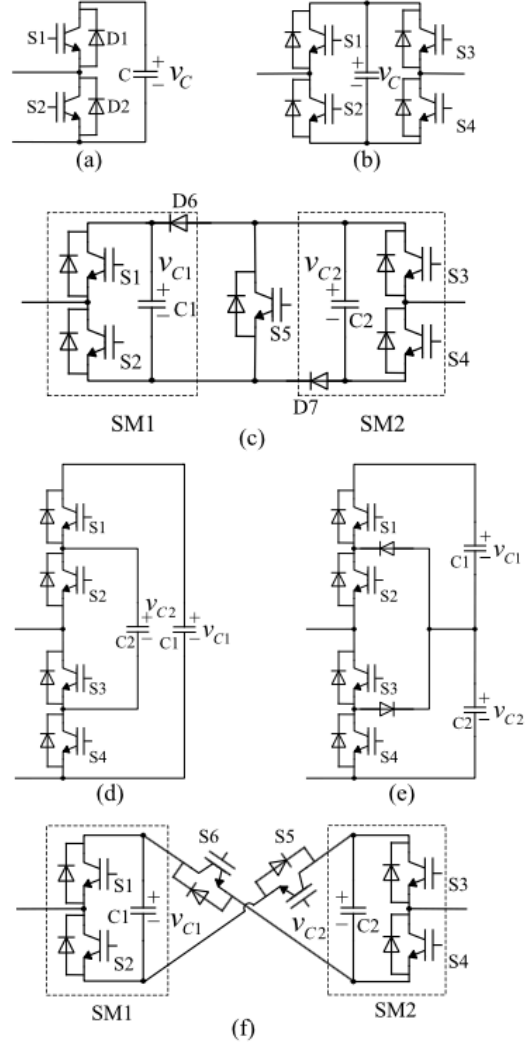 S1 D1 + C v_C
S2 D2 −
(a)
S1 S3 + v_C
S2 S4 −
(b)
D6
S1 v_C1 + C1 − S5 v_C2 + C2 − S3
S2 S4
D7
SM1 SM2
(c)
S1
S2
v_C2
+ C2 − + C1 − v_C1
S3
S4
(d)
S1
+ C1 − v_C1
S2
S3
+ C2 − v_C2
S4
(e)
S6 S5
S1 + C1 − v_C1 v_C2 + C2 − S3
S2 S4
SM1 SM2
(f)